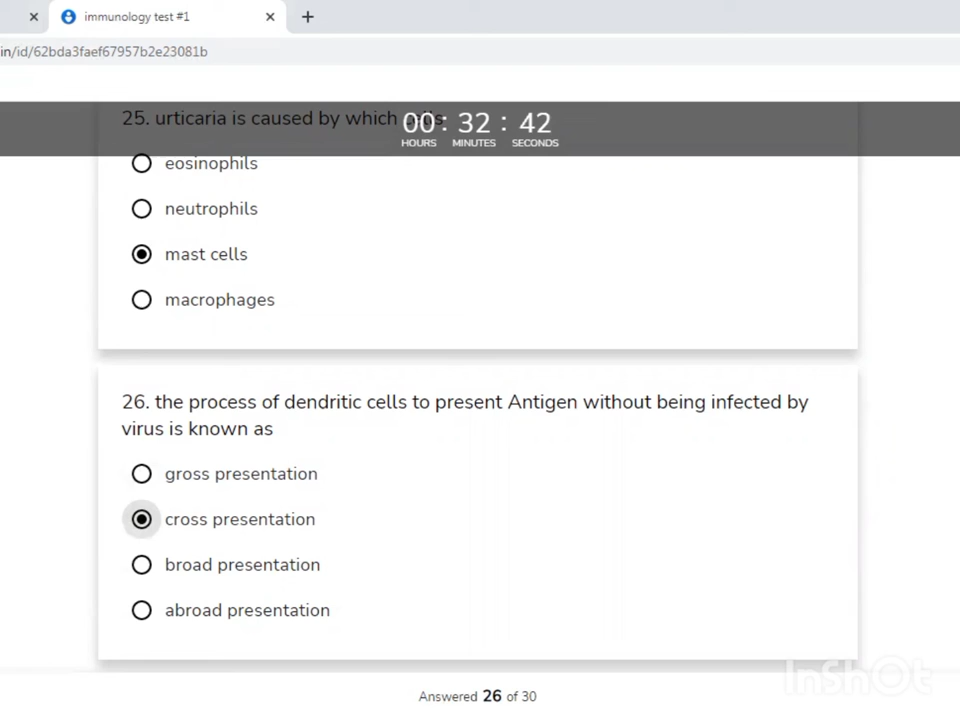 immunology test #1
in/id/62bda3faef67957b2e23081b
25. urticaria is caused by which cells
00 : 32 : 42
HOURS MINUTES SECONDS
eosinophils
neutrophils
mast cells
macrophages
26. the process of dendritic cells to present Antigen without being infected by
virus is known as
gross presentation
cross presentation
broad presentation
abroad presentation
InShOt
Answered 26 of 30